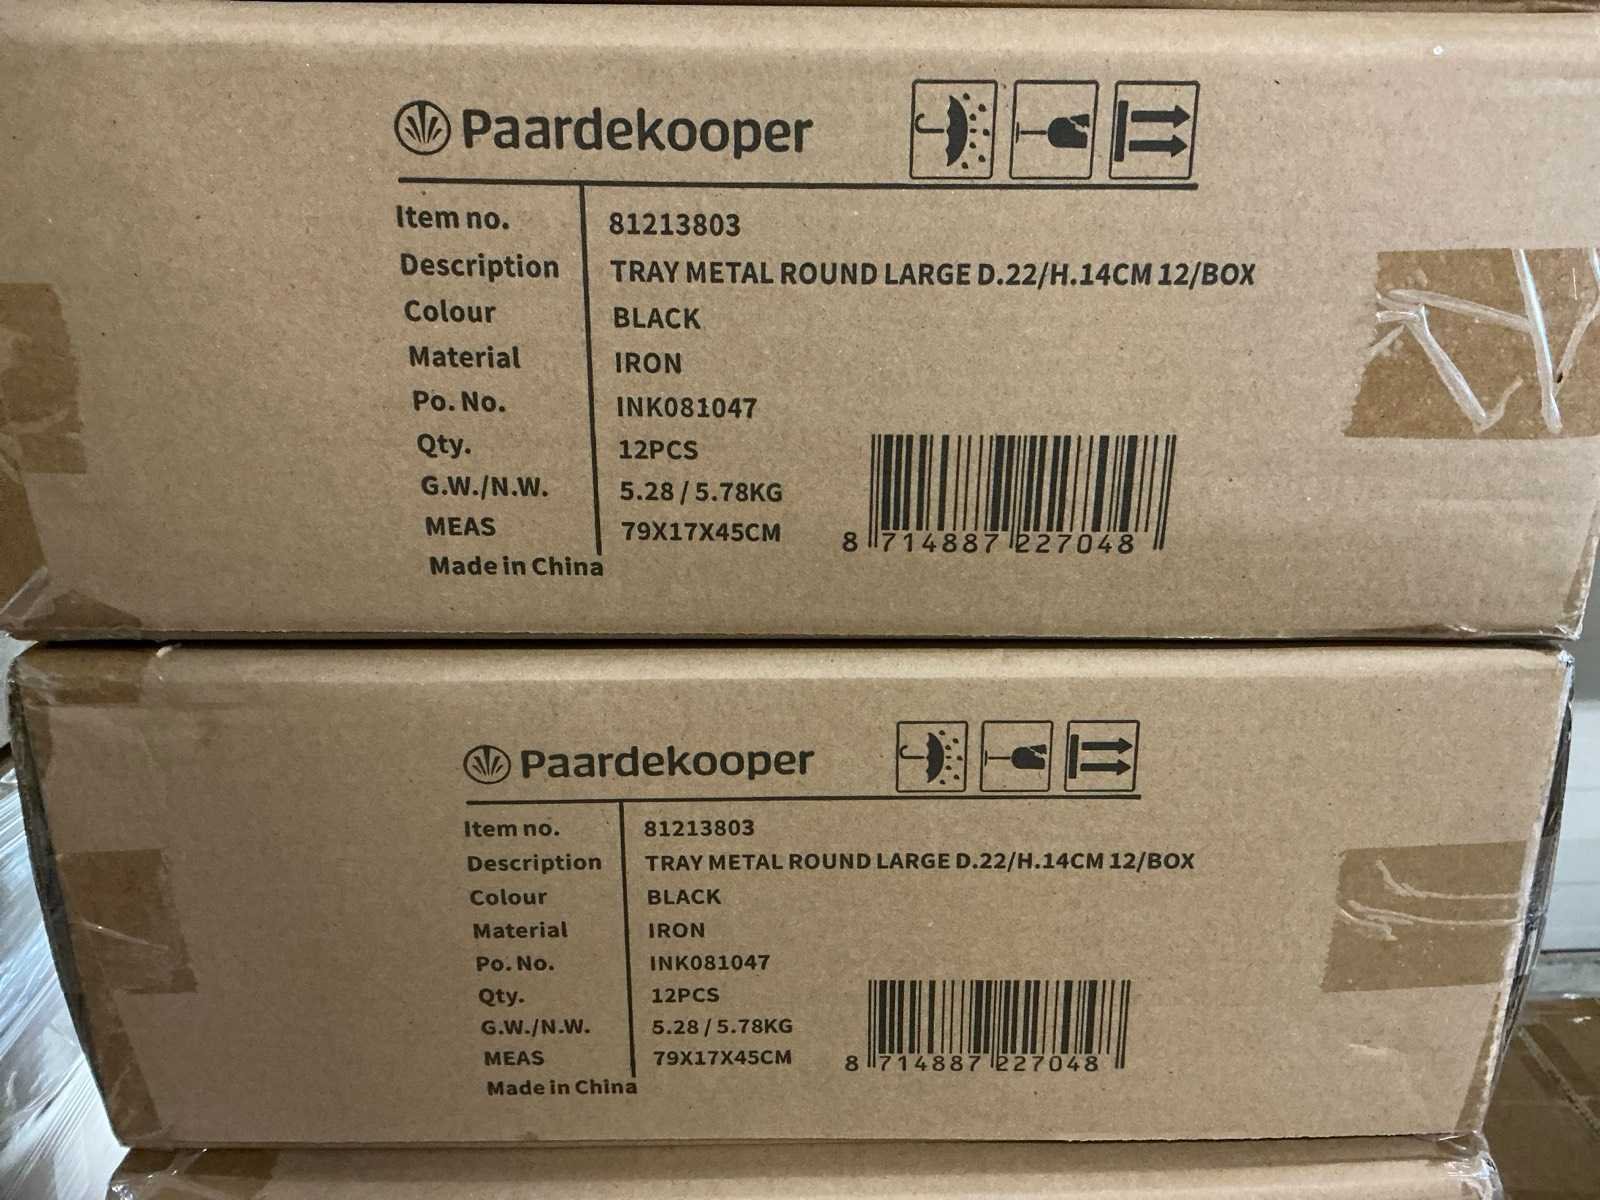 Paardekooper
Item no. 81213803
Description TRAY METAL ROUND LARGE D.22/H.14CM 12/BOX
Colour BLACK
Material IRON
Po. No. INK081047
Qty. 12PCS
G.W./N.W. 5.28 / 5.78KG
MEAS 79X17X45CM
Made in China
8 714887 227048
Paardekooper
Item no. 81213803
Description TRAY METAL ROUND LARGE D.22/H.14CM 12/BOX
Colour BLACK
Material IRON
Po. No. INK081047
Qty. 12PCS
G.W./N.W. 5.28 / 5.78KG
MEAS 79X17X45CM
Made in China
8 714887 227048